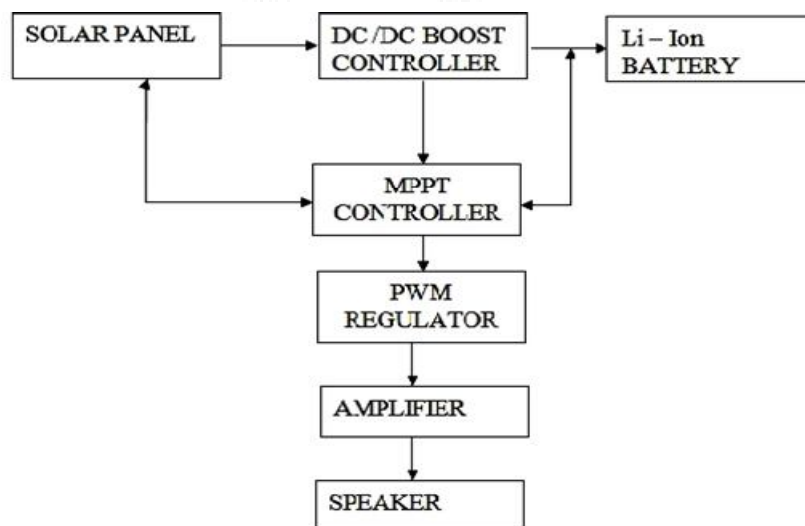 SOLAR PANEL
DC/DC BOOST
CONTROLLER
Li – Ion
BATTERY
MPPT
CONTROLLER
PWM
REGULATOR
AMPLIFIER
SPEAKER